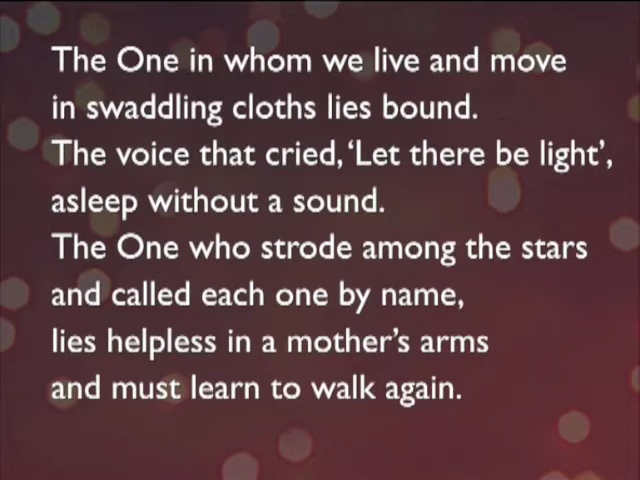 The One in whom we live and move
in swaddling cloths lies bound.
The voice that cried, ‘Let there be light’,
asleep without a sound.
The One who strode among the stars
and called each one by name,
lies helpless in a mother’s arms
and must learn to walk again.